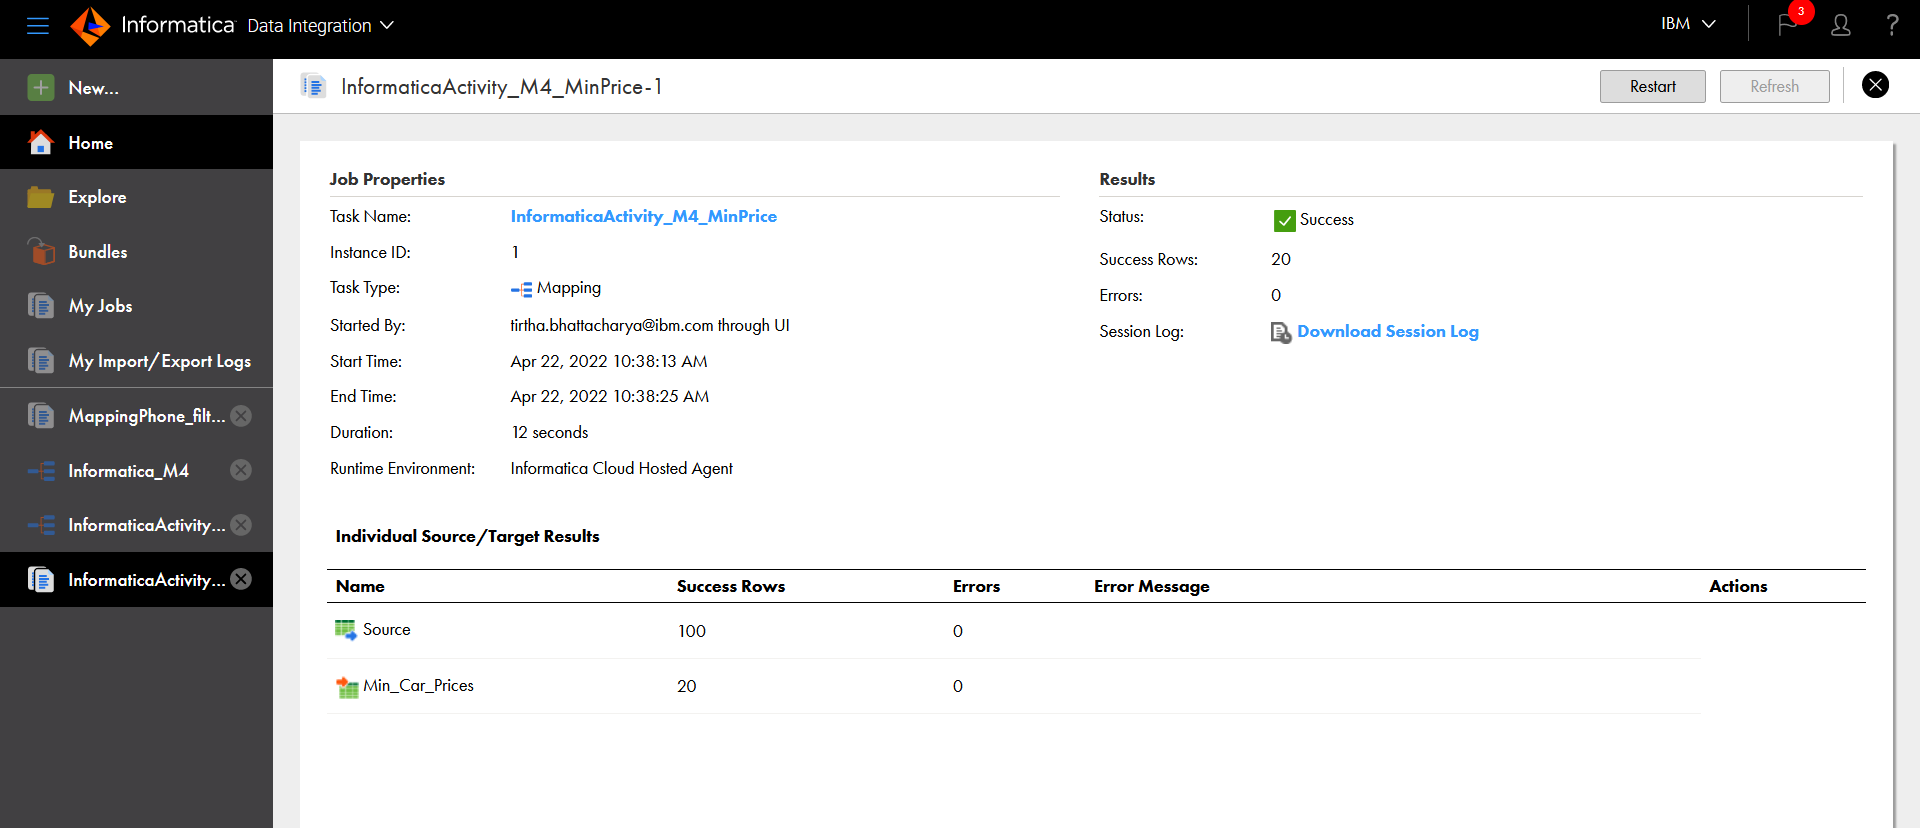 Informatica Data Integration
IBM
3
?
New...
Home
Explore
Bundles
My Jobs
My Import/Export Logs
MappingPhone_filt...
Informatica_M4
InformaticaActivity...
InformaticaActivity...
InformaticaActivity_M4_MinPrice-1
Restart
Refresh
Job Properties
Task Name: InformaticaActivity_M4_MinPrice
Instance ID: 1
Task Type: Mapping
Started By: tirtha.bhattacharya@ibm.com through UI
Start Time: Apr 22, 2022 10:38:13 AM
End Time: Apr 22, 2022 10:38:25 AM
Duration: 12 seconds
Runtime Environment: Informatica Cloud Hosted Agent
Results
Status: Success
Success Rows: 20
Errors: 0
Session Log: Download Session Log
Individual Source/Target Results
Name Success Rows Errors Error Message Actions
Source 100 0
Min_Car_Prices 20 0